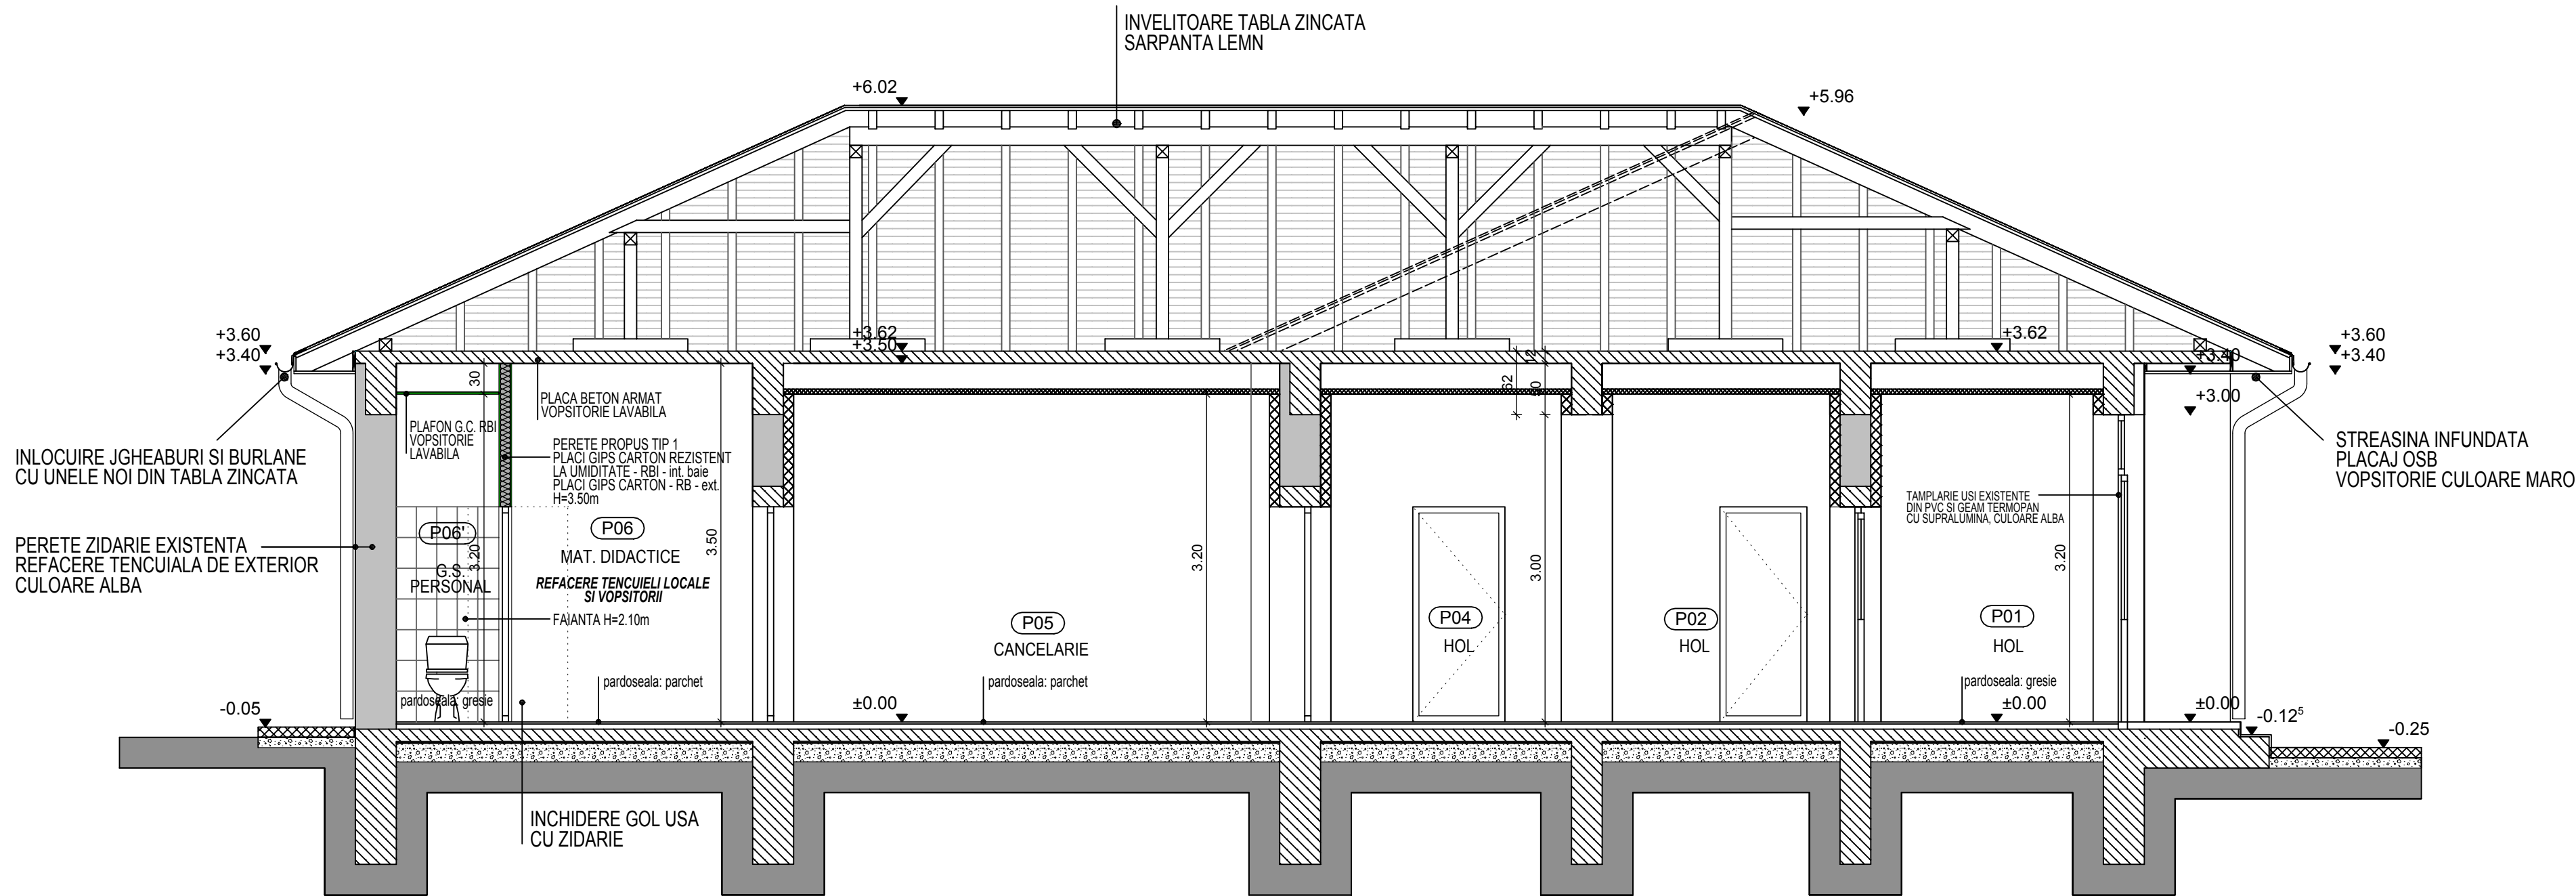 INVELITOARE TABLA ZINCATA
SARPANTA LEMN
+6.02
+5.96
+3.60
+3.40
+3.62
+3.50
+3.62
+3.60
+3.40
+3.40
+3.00
30
12
62
50
PLACA BETON ARMAT
VOPSITORIE LAVABILA
PLAFON G.C. RBI
VOPSITORIE
LAVABILA
PERETE PROPUS TIP 1
PLACI GIPS CARTON REZISTENT
LA UMIDITATE - RBI - int. baie
PLACI GIPS CARTON - RB - ext.
H=3.50m
INLOCUIRE JGHEABURI SI BURLANE
CU UNELE NOI DIN TABLA ZINCATA
STREASINA INFUNDATA
PLACAJ OSB
VOPSITORIE CULOARE MARO
TAMPLARIE USI EXISTENTE
DIN PVC SI GEAM TERMOPAN
CU SUPRALUMINA, CULOARE ALBA
PERETE ZIDARIE EXISTENTA
REFACERE TENCUIALA DE EXTERIOR
CULOARE ALBA
P06'
G.S.
PERSONAL
3.20
P06
MAT. DIDACTICE
REFACERE TENCUIELI LOCALE
SI VOPSITORII
FAIANTA H=2.10m
3.50
3.20
3.00
3.20
P05
CANCELARIE
P04
HOL
P02
HOL
P01
HOL
pardoseala: gresie
pardoseala: parchet
pardoseala: parchet
pardoseala: gresie
-0.05
±0.00
±0.00
±0.00
-0.12⁵
-0.25
INCHIDERE GOL USA
CU ZIDARIE